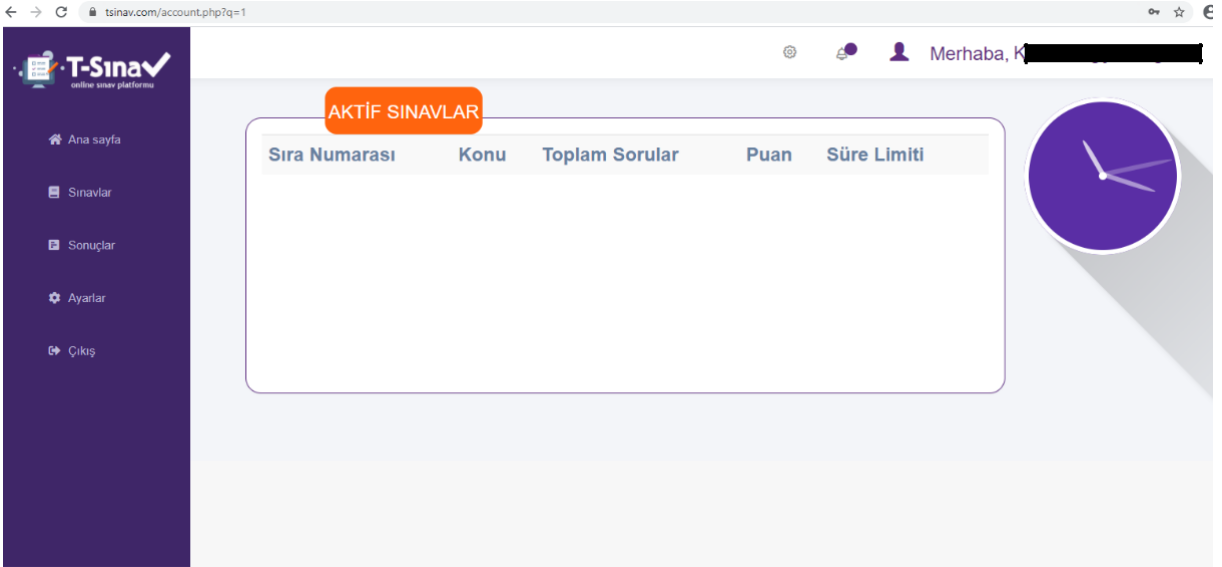 tsinav.com/account.php?q=1
T-Sınav
online sınav platformu
Merhaba, K
Ana sayfa
Sınavlar
Sonuçlar
Ayarlar
Çıkış
AKTİF SINAVLAR
Sıra Numarası Konu Toplam Sorular Puan Süre Limiti